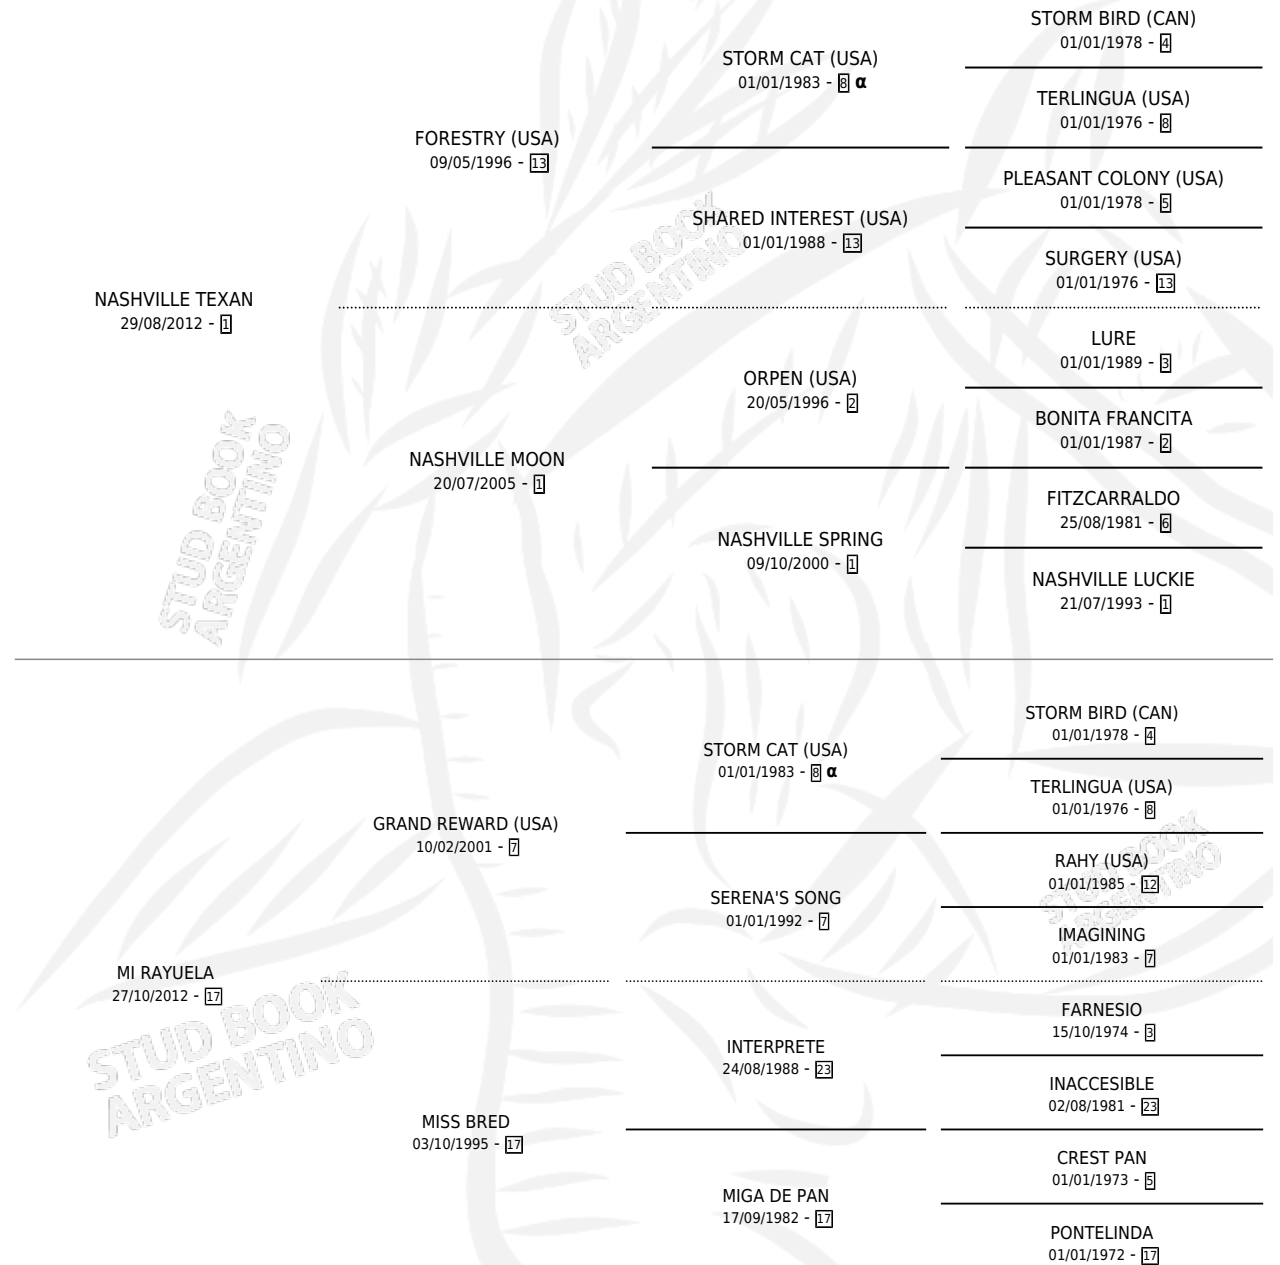 STORM BIRD (CAN)
01/01/1978 - 4
STORM CAT (USA)
01/01/1983 - 8 α
TERLINGUA (USA)
01/01/1976 - 8
FORESTRY (USA)
09/05/1996 - 13
PLEASANT COLONY (USA)
01/01/1978 - 5
SHARED INTEREST (USA)
01/01/1988 - 13
SURGERY (USA)
01/01/1976 - 13
NASHVILLE TEXAN
29/08/2012 - 1
LURE
01/01/1989 - 3
ORPEN (USA)
20/05/1996 - 2
BONITA FRANCITA
01/01/1987 - 2
NASHVILLE MOON
20/07/2005 - 1
FITZCARRALDO
25/08/1981 - 6
NASHVILLE SPRING
09/10/2000 - 1
NASHVILLE LUCKIE
21/07/1993 - 1
STORM BIRD (CAN)
01/01/1978 - 4
STORM CAT (USA)
01/01/1983 - 8 α
TERLINGUA (USA)
01/01/1976 - 8
GRAND REWARD (USA)
10/02/2001 - 7
RAHY (USA)
01/01/1985 - 12
SERENA'S SONG
01/01/1992 - 7
IMAGINING
01/01/1983 - 7
MI RAYUELA
27/10/2012 - 17
FARNESIO
15/10/1974 - 3
INTERPRETE
24/08/1988 - 23
INACCESIBLE
02/08/1981 - 23
MISS BRED
03/10/1995 - 17
CREST PAN
01/01/1973 - 5
MIGA DE PAN
17/09/1982 - 17
PONTELINDA
01/01/1972 - 17
STUD BOOK
ARGENTINO
STUD BOOK
ARGENTINO
STUD BOOK
ARGENTINO
STUD BOOK
ARGENTINO